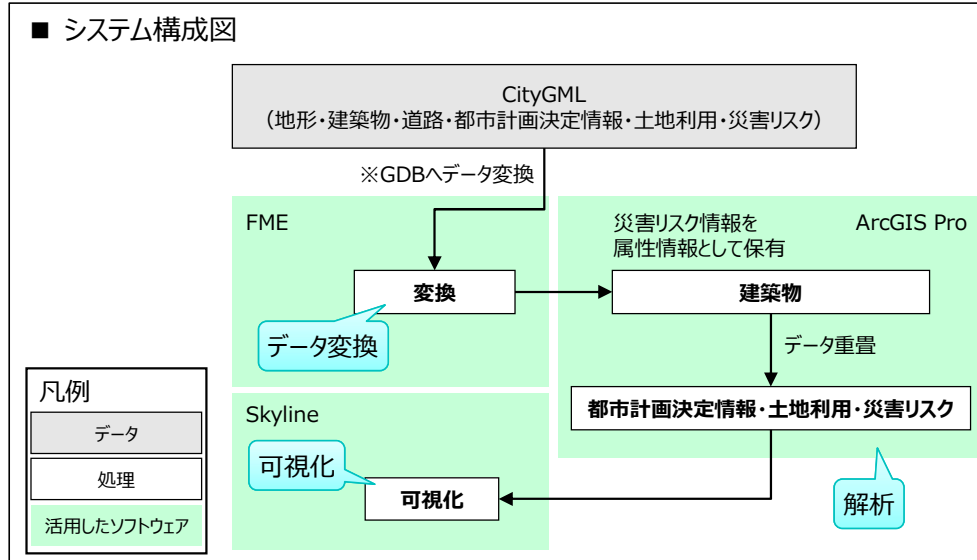 ■ システム構成図
CityGML
（地形・建築物・道路・都市計画決定情報・土地利用・災害リスク）
※GDBへデータ変換
FME
変換
データ変換
災害リスク情報を
属性情報として保有
ArcGIS Pro
建築物
データ重畳
都市計画決定情報・土地利用・災害リスク
解析
Skyline
可視化
可視化
凡例
データ
処理
活用したソフトウェア